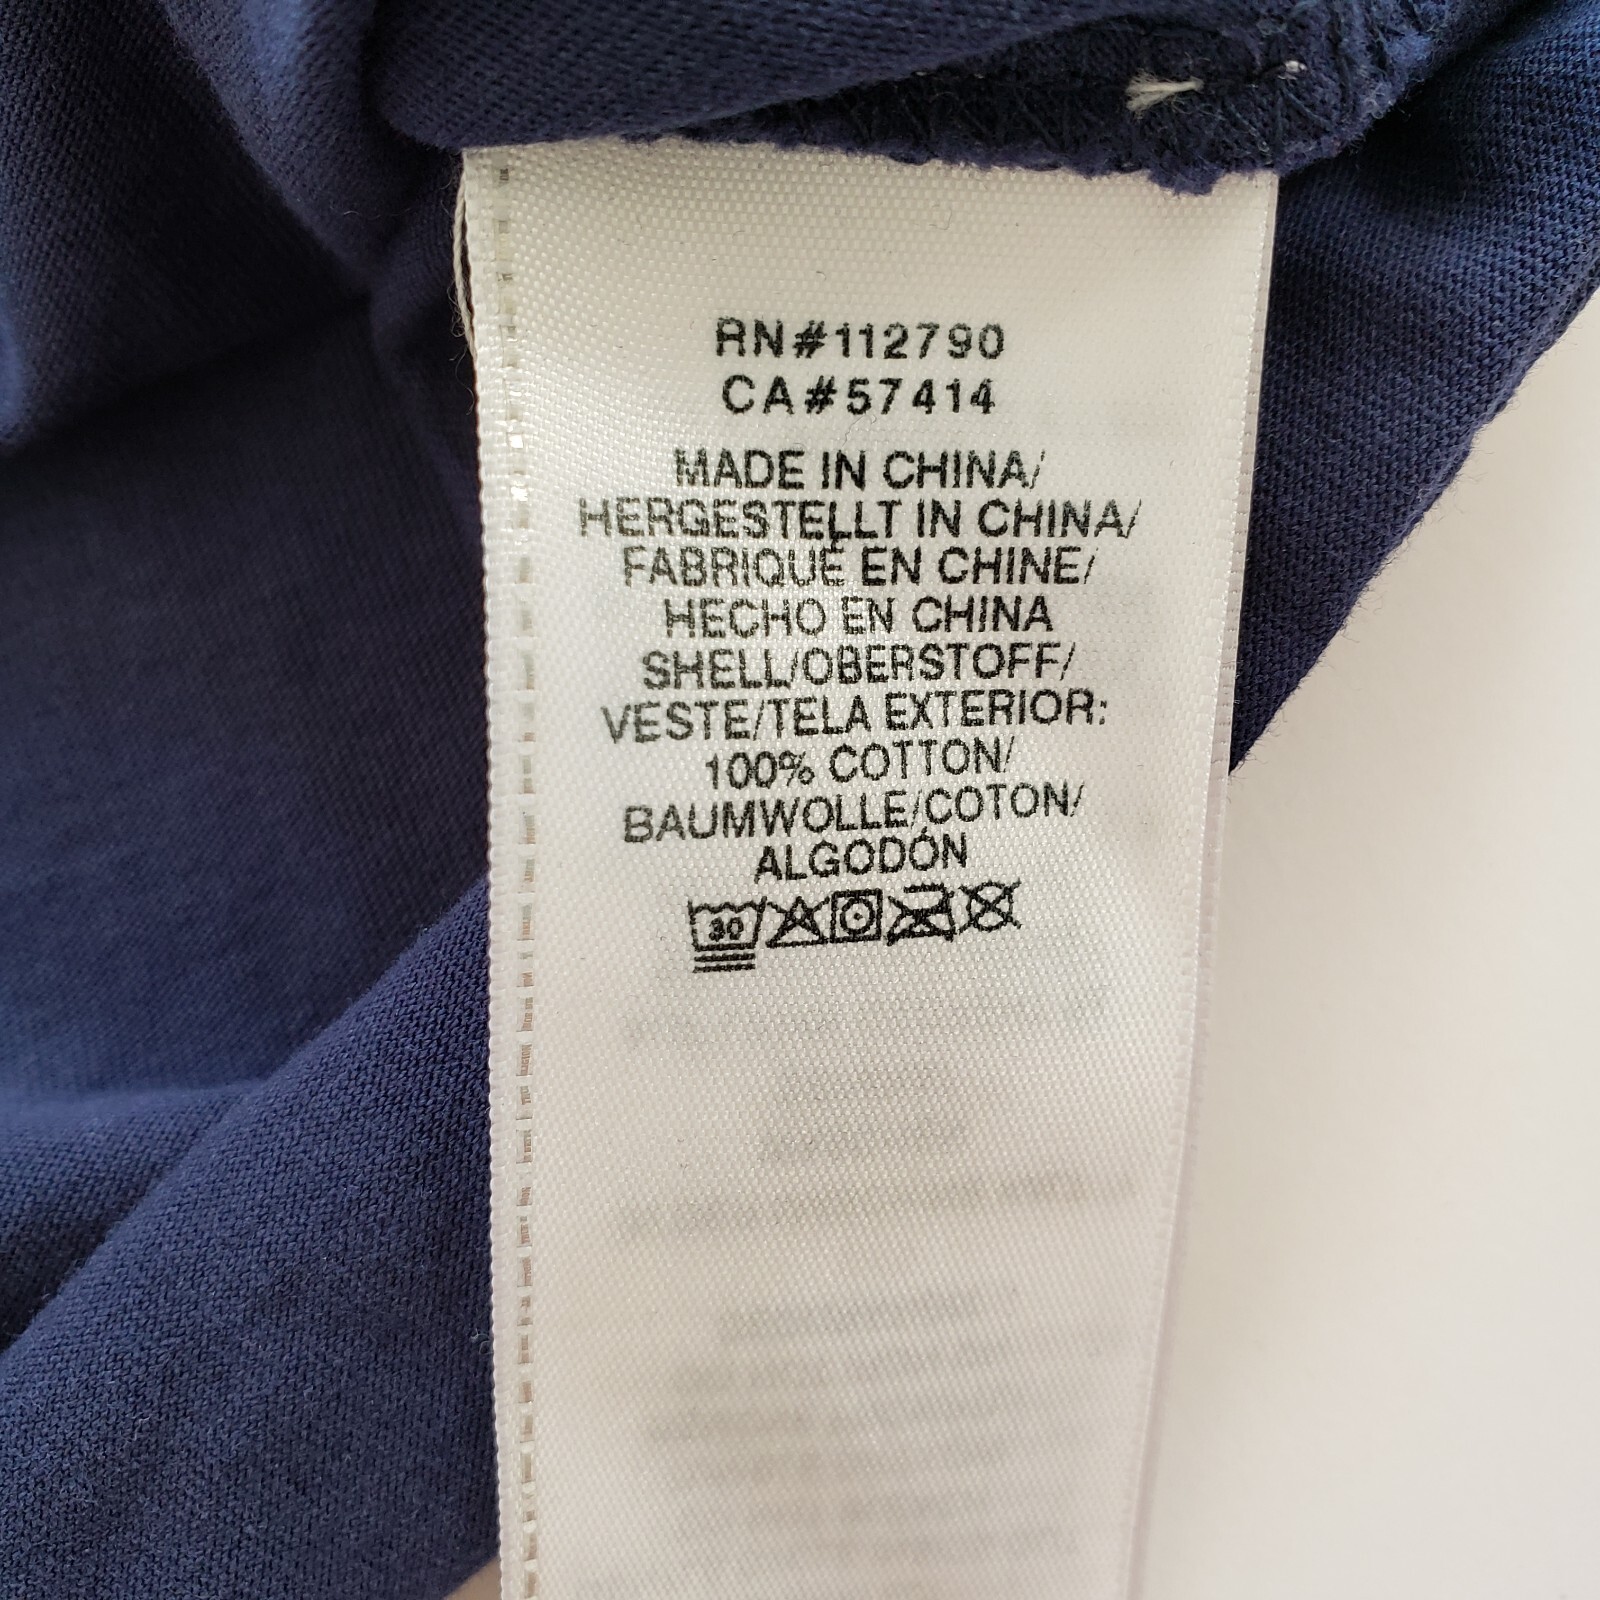 RN#112790
CA#57414
MADE IN CHINA/
HERGESTELLT IN CHINA/
FABRIQUÉ EN CHINE/
HECHO EN CHINA
SHELL/OBERSTOFF/
VESTE/TELA EXTERIOR:
100% COTTON/
BAUMWOLLE/COTON/
ALGODÓN
30